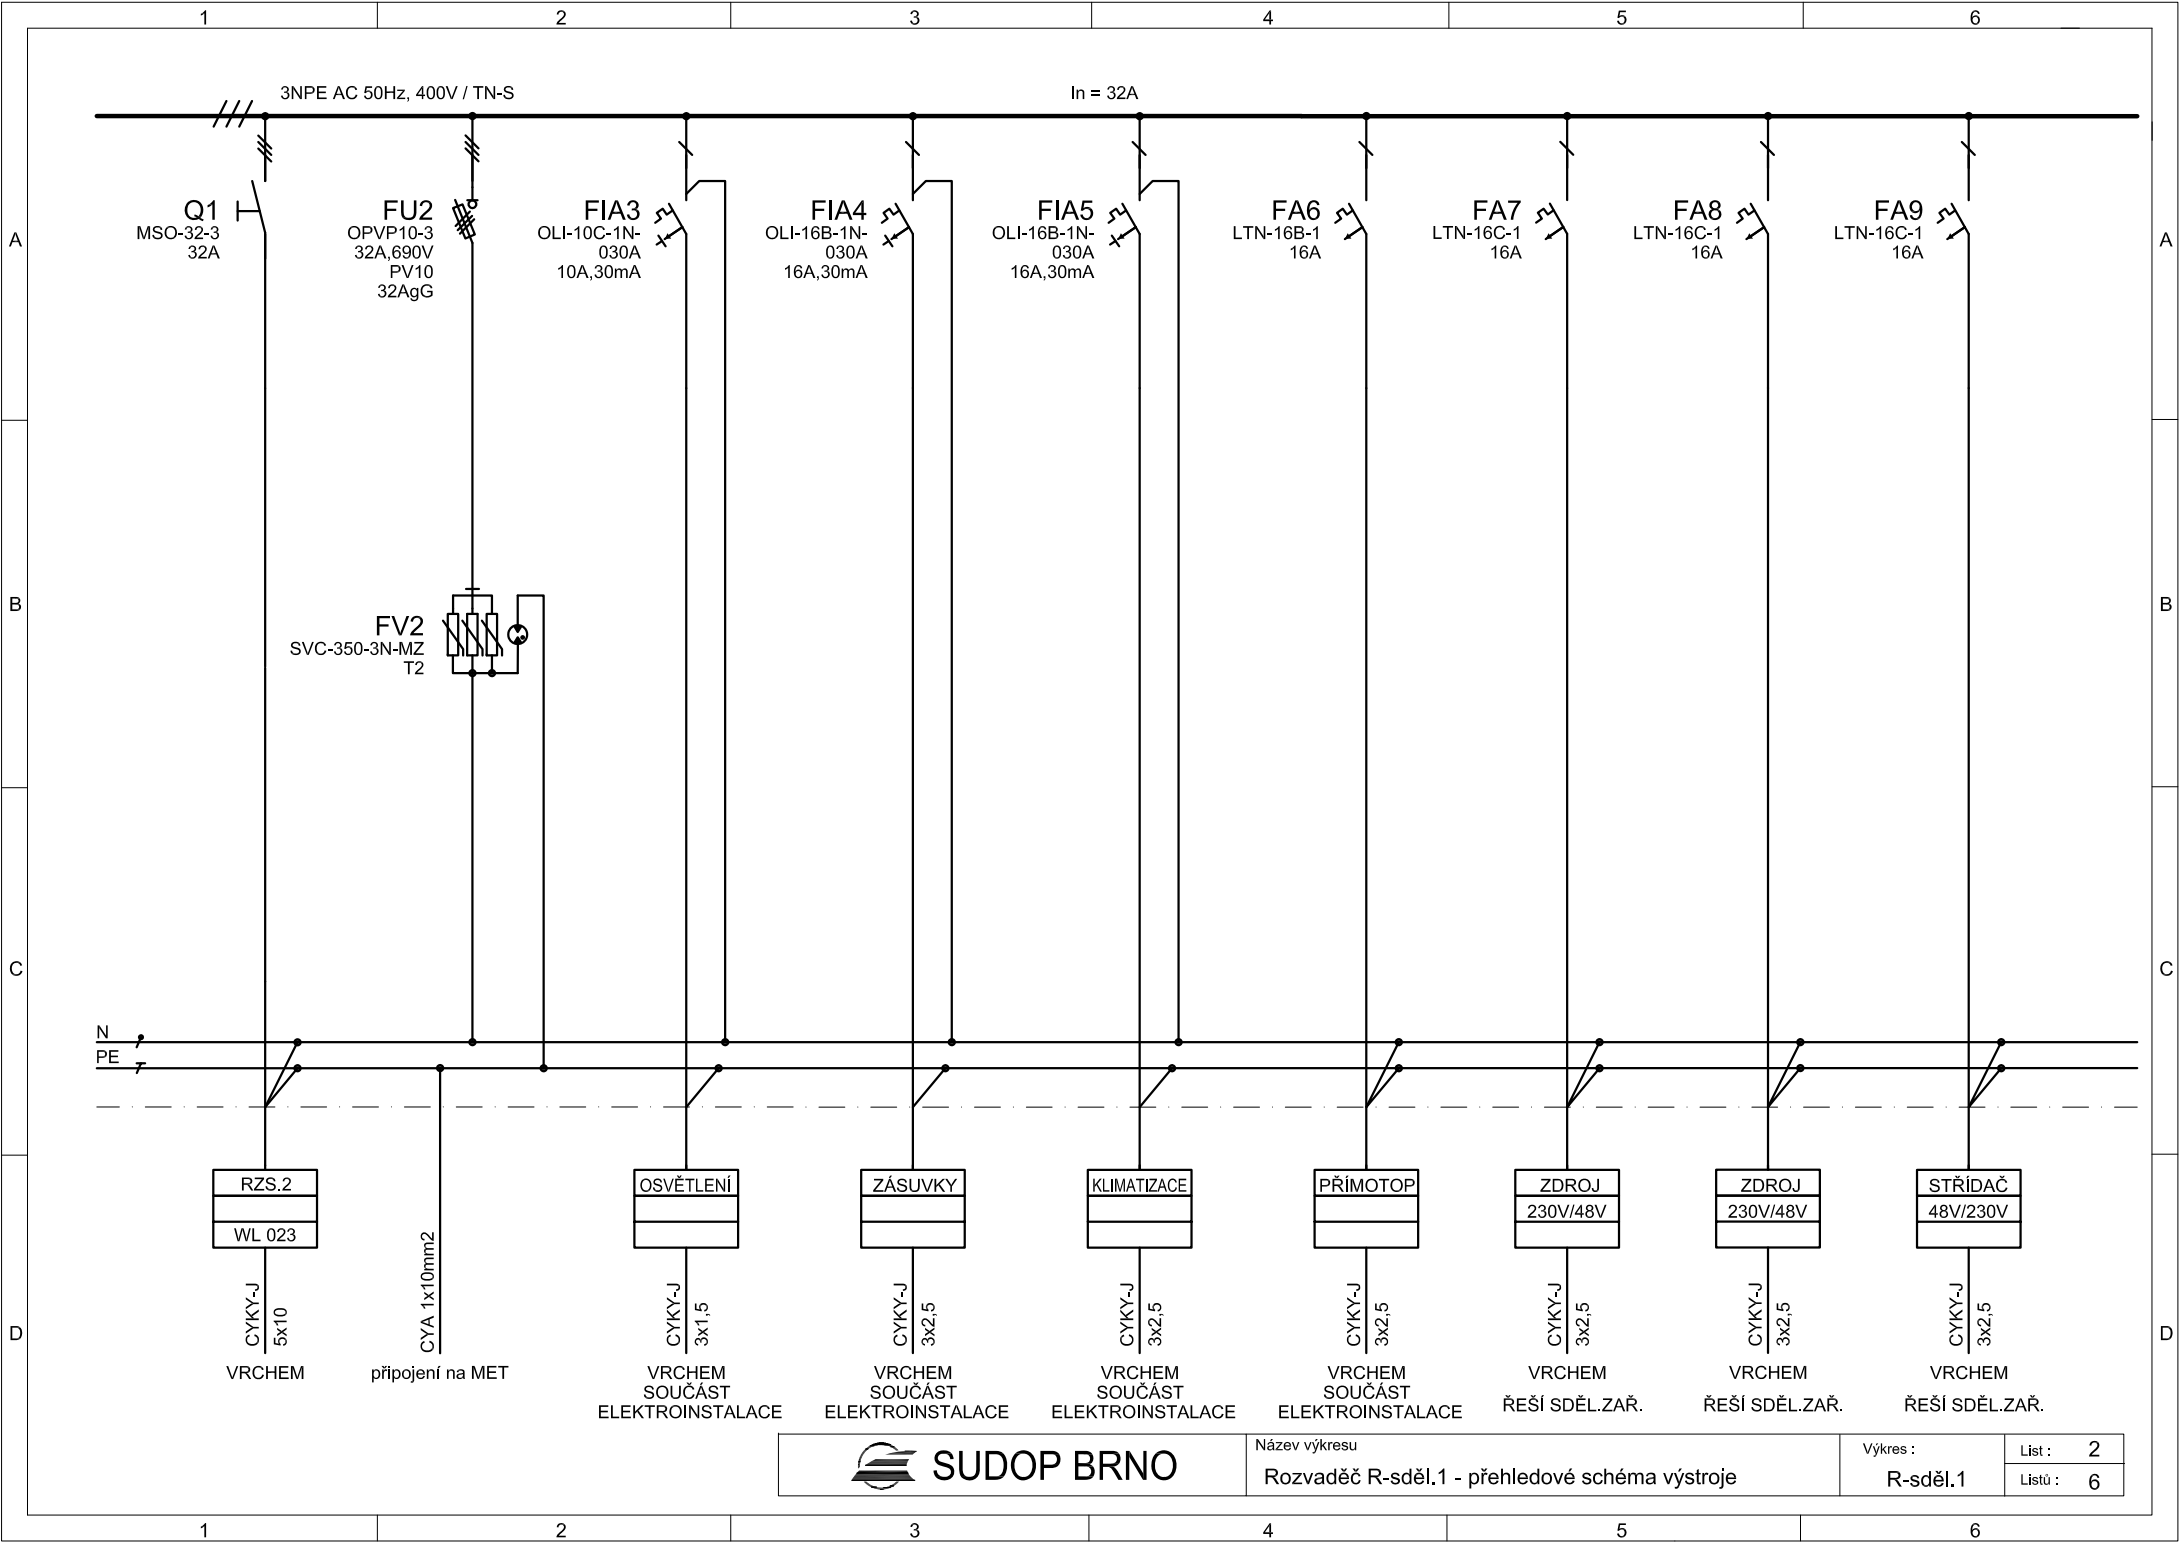 1 2 3 4 5 6
3NPE AC 50Hz, 400V / TN-S
In = 32A
A
A
Q1
MSO-32-3
32A
FU2
OPVP10-3
32A,690V
PV10
32AgG
FIA3
OLI-10C-1N-
030A
10A,30mA
FIA4
OLI-16B-1N-
030A
16A,30mA
FIA5
OLI-16B-1N-
030A
16A,30mA
FA6
LTN-16B-1
16A
FA7
LTN-16C-1
16A
FA8
LTN-16C-1
16A
FA9
LTN-16C-1
16A
B
B
FV2
SVC-350-3N-MZ
T2
C
C
N
PE
RZS.2
WL 023
CYKY-J
5x10
VRCHEM
CYA 1x10mm2
připojení na MET
OSVĚTLENÍ
CYKY-J
3x1,5
VRCHEM
SOUČÁST
ELEKTROINSTALACE
ZÁSUVKY
CYKY-J
3x2,5
VRCHEM
SOUČÁST
ELEKTROINSTALACE
KLIMATIZACE
CYKY-J
3x2,5
VRCHEM
SOUČÁST
ELEKTROINSTALACE
PŘÍMOTOP
CYKY-J
3x2,5
VRCHEM
SOUČÁST
ELEKTROINSTALACE
ZDROJ
230V/48V
CYKY-J
3x2,5
VRCHEM
ŘEŠÍ SDĚL.ZAŘ.
ZDROJ
230V/48V
CYKY-J
3x2,5
VRCHEM
ŘEŠÍ SDĚL.ZAŘ.
STŘÍDAČ
48V/230V
CYKY-J
3x2,5
VRCHEM
ŘEŠÍ SDĚL.ZAŘ.
D
D
SUDOP BRNO
Název výkresu
Rozvaděč R-sděl.1 - přehledové schéma výstroje
Výkres :
R-sděl.1
List : 2
Listů : 6
1 2 3 4 5 6